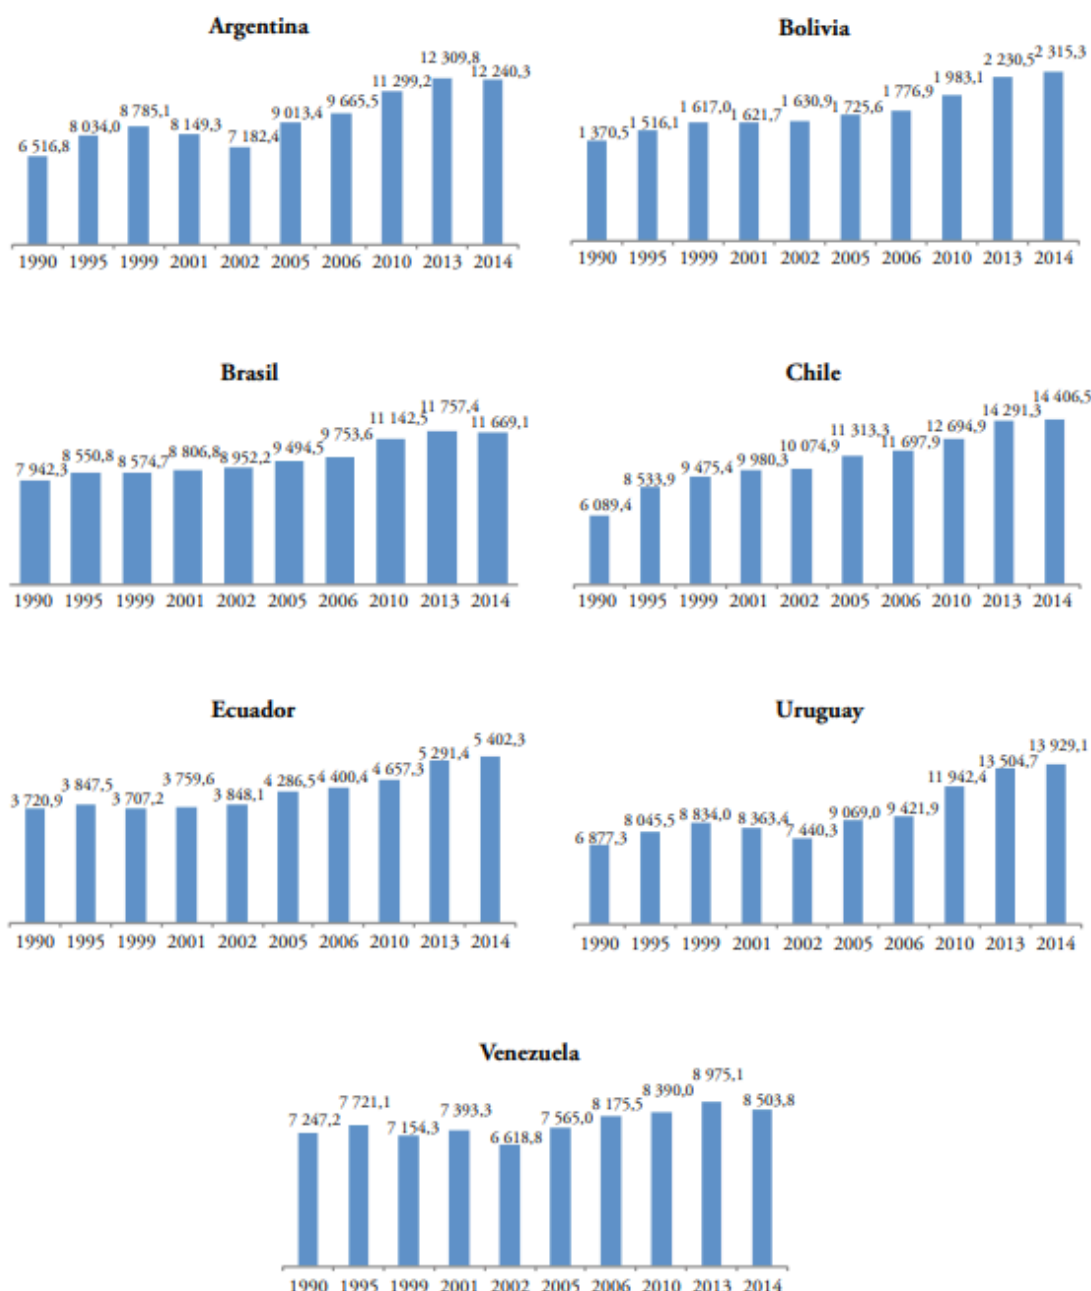 Argentina
6 516,8 8 034,0 8 785,1 8 149,3 7 182,4 9 013,4 9 665,5 11 299,2 12 309,8 12 240,3
1990 1995 1999 2001 2002 2005 2006 2010 2013 2014
Bolivia
1 370,5 1 516,1 1 617,0 1 621,7 1 630,9 1 725,6 1 776,9 1 983,1 2 230,5 2 315,3
1990 1995 1999 2001 2002 2005 2006 2010 2013 2014
Brasil
7 942,3 8 550,8 8 574,7 8 806,8 8 952,2 9 494,5 9 753,6 11 142,5 11 757,4 11 669,1
1990 1995 1999 2001 2002 2005 2006 2010 2013 2014
Chile
6 089,4 8 533,9 9 475,4 9 980,3 10 074,9 11 313,3 11 697,9 12 694,9 14 291,3 14 406,5
1990 1995 1999 2001 2002 2005 2006 2010 2013 2014
Ecuador
3 720,9 3 847,5 3 707,2 3 759,6 3 848,1 4 286,5 4 400,4 4 657,3 5 291,4 5 402,3
1990 1995 1999 2001 2002 2005 2006 2010 2013 2014
Uruguay
6 877,3 8 045,5 8 834,0 8 363,4 7 440,3 9 069,0 9 421,9 11 942,4 13 504,7 13 929,1
1990 1995 1999 2001 2002 2005 2006 2010 2013 2014
Venezuela
7 247,2 7 721,1 7 154,3 7 393,3 6 618,8 7 565,0 8 175,5 8 390,0 8 975,1 8 503,8
1990 1995 1999 2001 2002 2005 2006 2010 2013 2014